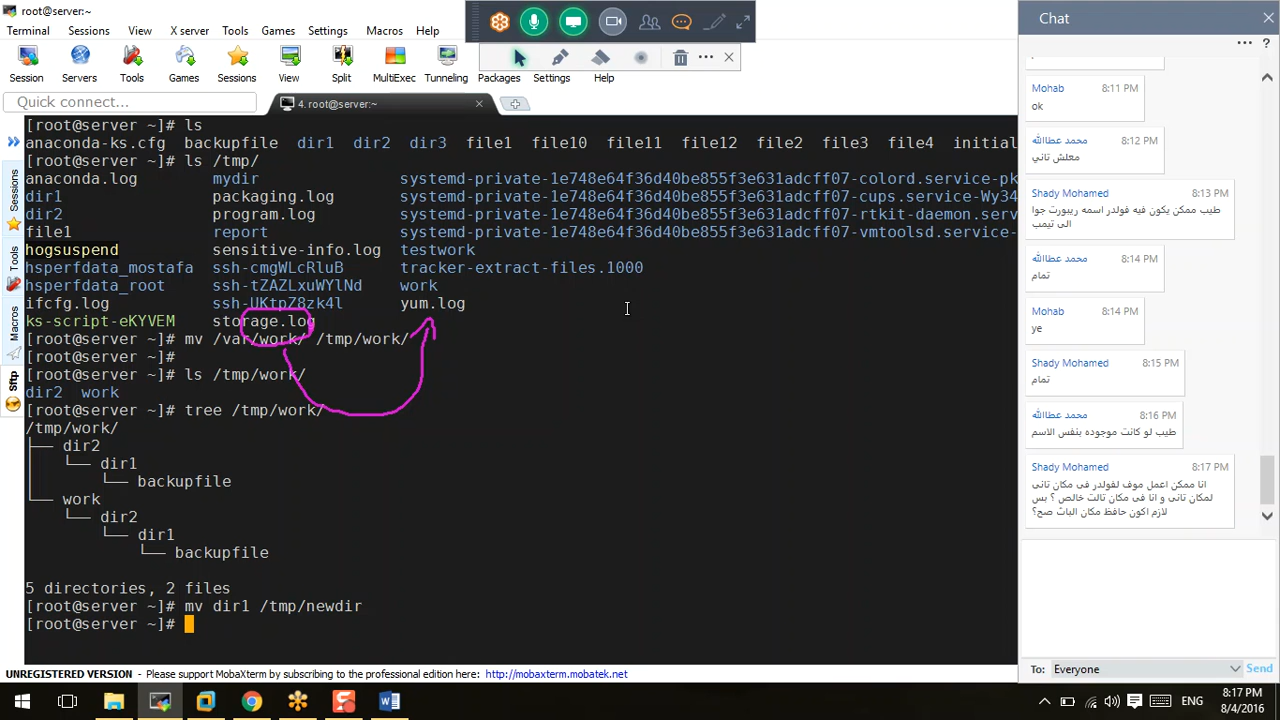 root@server:~
Terminal Sessions View X server Tools Games Settings Macros Help
Session Servers Tools Games Sessions View Split MultiExec Tunneling Packages Settings Help
Quick connect...
4. root@server:~
Sessions
Tools
Macros
Sftp
[root@server ~]# ls
anaconda-ks.cfg backupfile dir1 dir2 dir3 file1 file10 file11 file12 file2 file3 file4 initial
[root@server ~]# ls /tmp/
anaconda.log mydir systemd-private-1e748e64f36d40be855f3e631adcff07-colord.service-pk
dir1 packaging.log systemd-private-1e748e64f36d40be855f3e631adcff07-cups.service-Wy34
dir2 program.log systemd-private-1e748e64f36d40be855f3e631adcff07-rtkit-daemon.serv
file1 report systemd-private-1e748e64f36d40be855f3e631adcff07-vmtoolsd.service-
hogsuspend sensitive-info.log testwork
hsperfdata_mostafa ssh-cmgWLcRluB tracker-extract-files.1000
hsperfdata_root ssh-tZAZLxuWYlNd work
ifcfg.log ssh-UKtpZ8zk4l yum.log
ks-script-eKYVEM storage.log
[root@server ~]# mv /var/work/ /tmp/work/
[root@server ~]#
[root@server ~]# ls /tmp/work/
dir2 work
[root@server ~]# tree /tmp/work/
/tmp/work/
├── dir2
│   └── dir1
│       └── backupfile
└── work
    └── dir2
        └── dir1
            └── backupfile
5 directories, 2 files
[root@server ~]# mv dir1 /tmp/newdir
[root@server ~]#
UNREGISTERED VERSION - Please support MobaXterm by subscribing to the professional edition here: http://mobaxterm.mobatek.net
Chat
Mohab 8:11 PM
ok
محمد عطاالله 8:12 PM
معلش تاني
Shady Mohamed 8:13 PM
طيب ممكن يكون فيه فولدر اسمه ريبورت جوا
الى تيمب
محمد عطاالله 8:14 PM
تمام
Mohab 8:14 PM
ye
Shady Mohamed 8:15 PM
تمام
محمد عطاالله 8:16 PM
طيب لو كانت موجوده بنفس الاسم
Shady Mohamed 8:17 PM
انا ممكن اعمل موف لفولدر فى مكان تانى
لمكان تانى و انا فى مكان تالت خالص ؟ بس
لازم اكون حافظ مكان البات صح؟
To: Everyone Send
ENG
8:17 PM
8/4/2016